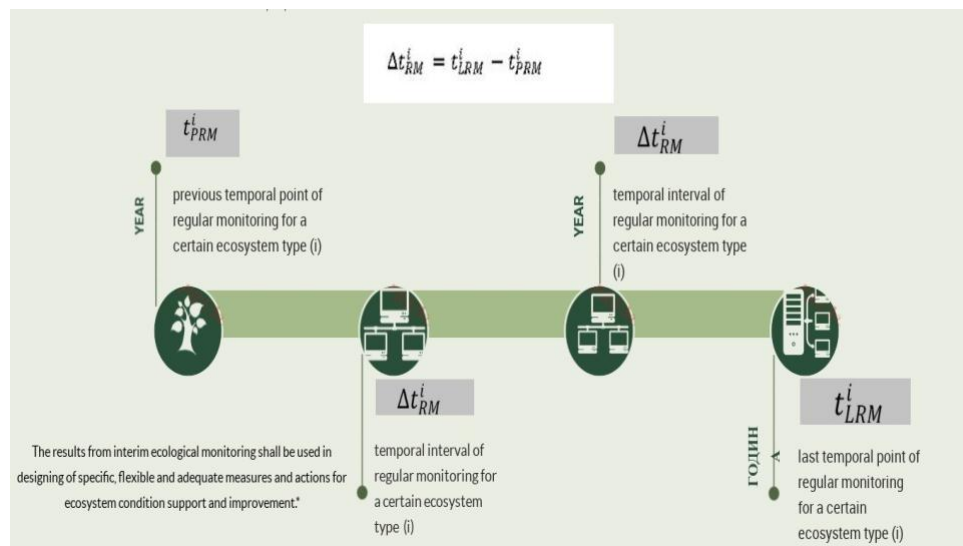 Δt^i_RM = t^i_LRM − t^i_PRM
t^i_PRM
YEAR
previous temporal point of
regular monitoring for a
certain ecosystem type (i)
Δt^i_RM
YEAR
temporal interval of
regular monitoring for a
certain ecosystem type
(i)
The results from interim ecological monitoring shall be used in
designing of specific, flexible and adequate measures and actions for
ecosystem condition support and improvement.*
Δt^i_RM
temporal interval of
regular monitoring for
a certain ecosystem
type (i)
t^i_LRM
ГОДИН
А
last temporal point of
regular monitoring
for a certain
ecosystem type (i)